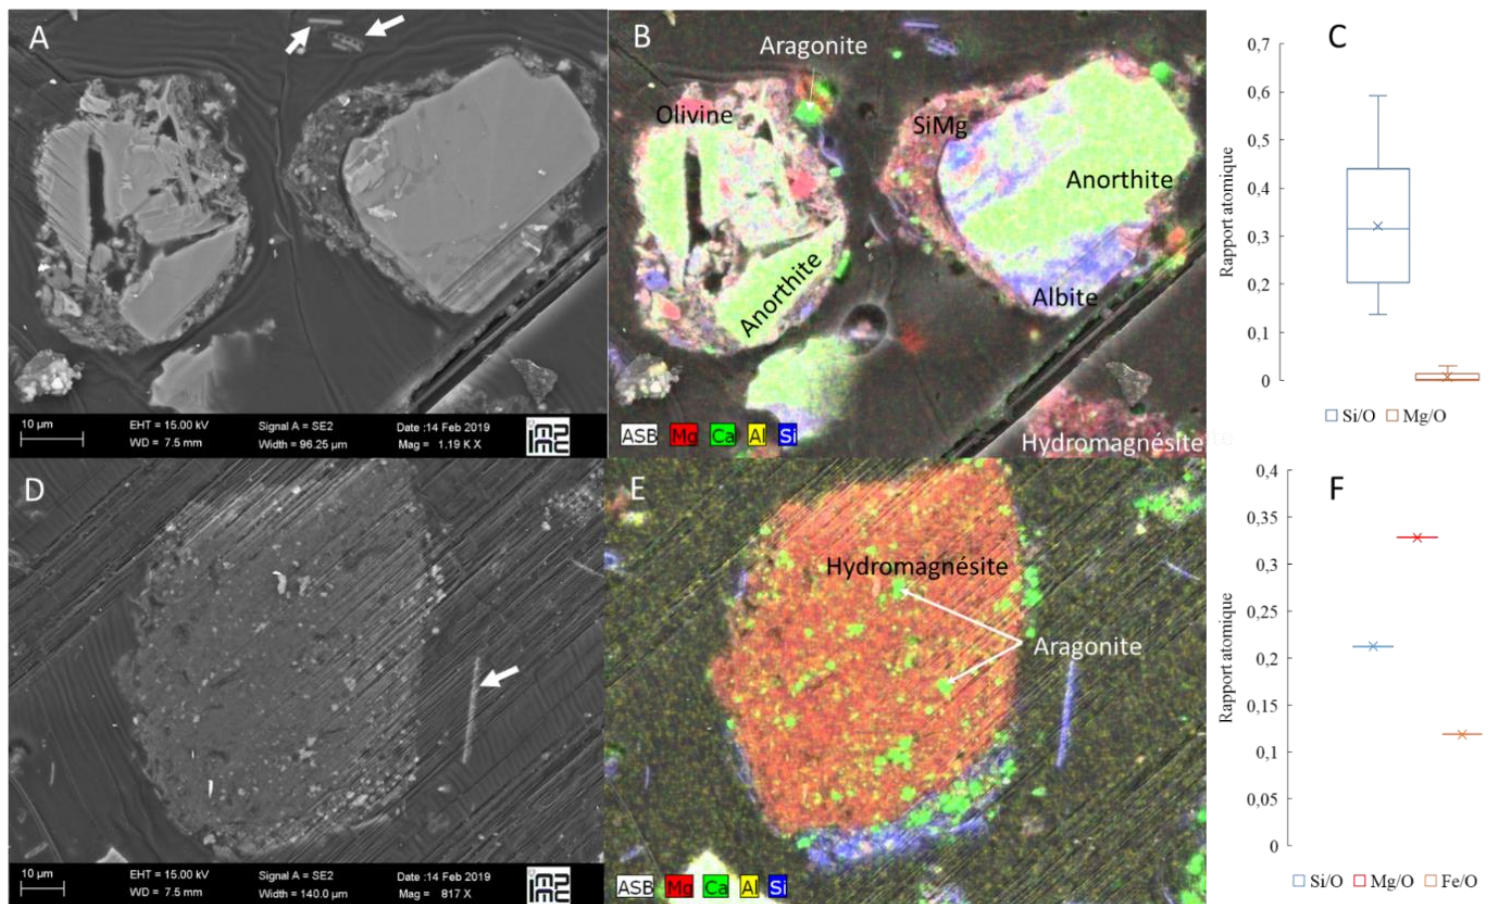 A
10 µm
EHT = 15.00 kV
WD = 7.5 mm
Signal A = SE2
Width = 96.25 µm
Date :14 Feb 2019
Mag = 1.19 K X
B
Aragonite
Olivine
SiMg
Anorthite
Anorthite
Albite
Hydromagnésite
ASB Mg Ca Al Si
C
Rapport atomique
0,7
0,6
0,5
0,4
0,3
0,2
0,1
0
Si/O Mg/O
D
10 µm
EHT = 15.00 kV
WD = 7.5 mm
Signal A = SE2
Width = 140.0 µm
Date :14 Feb 2019
Mag = 817 X
E
Hydromagnésite
Aragonite
ASB Mg Ca Al Si
F
Rapport atomique
0,4
0,35
0,3
0,25
0,2
0,15
0,1
0,05
0
Si/O Mg/O Fe/O